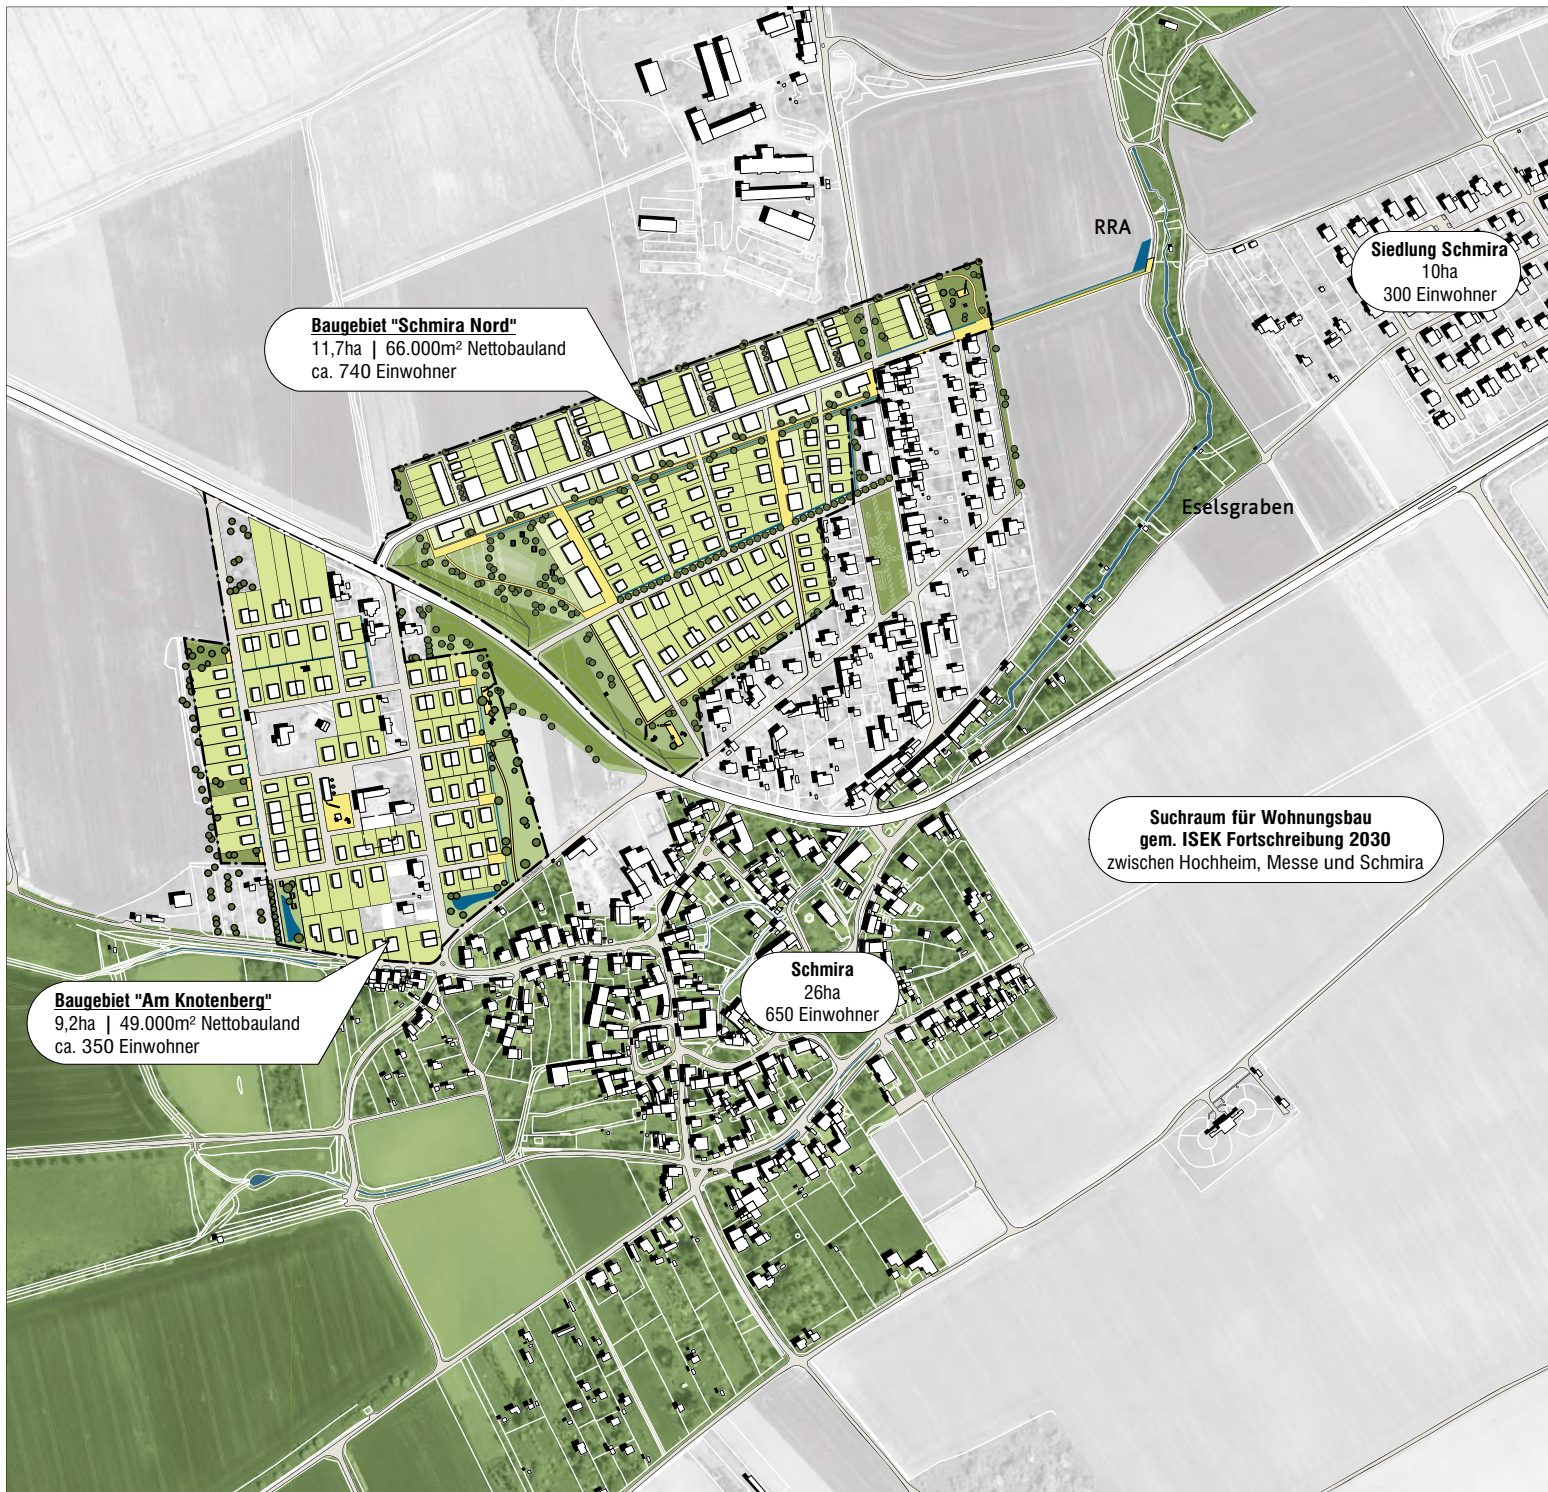 RRA
Siedlung Schmira
10ha
300 Einwohner
Baugebiet "Schmira Nord"
11,7ha | 66.000m² Nettobauland
ca. 740 Einwohner
Eselsgraben
Suchraum für Wohnungsbau
gem. ISEK Fortschreibung 2030
zwischen Hochheim, Messe und Schmira
Schmira
26ha
650 Einwohner
Baugebiet "Am Knotenberg"
9,2ha | 49.000m² Nettobauland
ca. 350 Einwohner